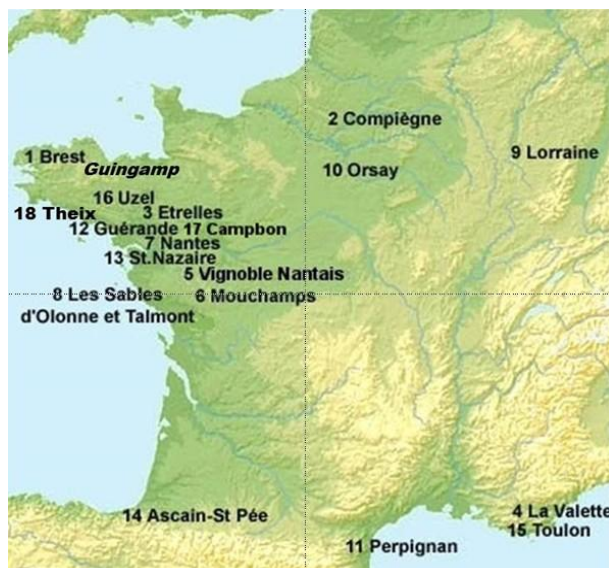 2 Compiègne
1 Brest
9 Lorraine
Guingamp
10 Orsay
16 Uzel
18 Theix
3 Etrelles
12 Guérande
17 Campbon
7 Nantes
13 St.Nazaire
5 Vignoble Nantais
8 Les Sables
d'Olonne et Talmont
6 Mouchamps
14 Ascain-St Pée
4 La Valette
15 Toulon
11 Perpignan